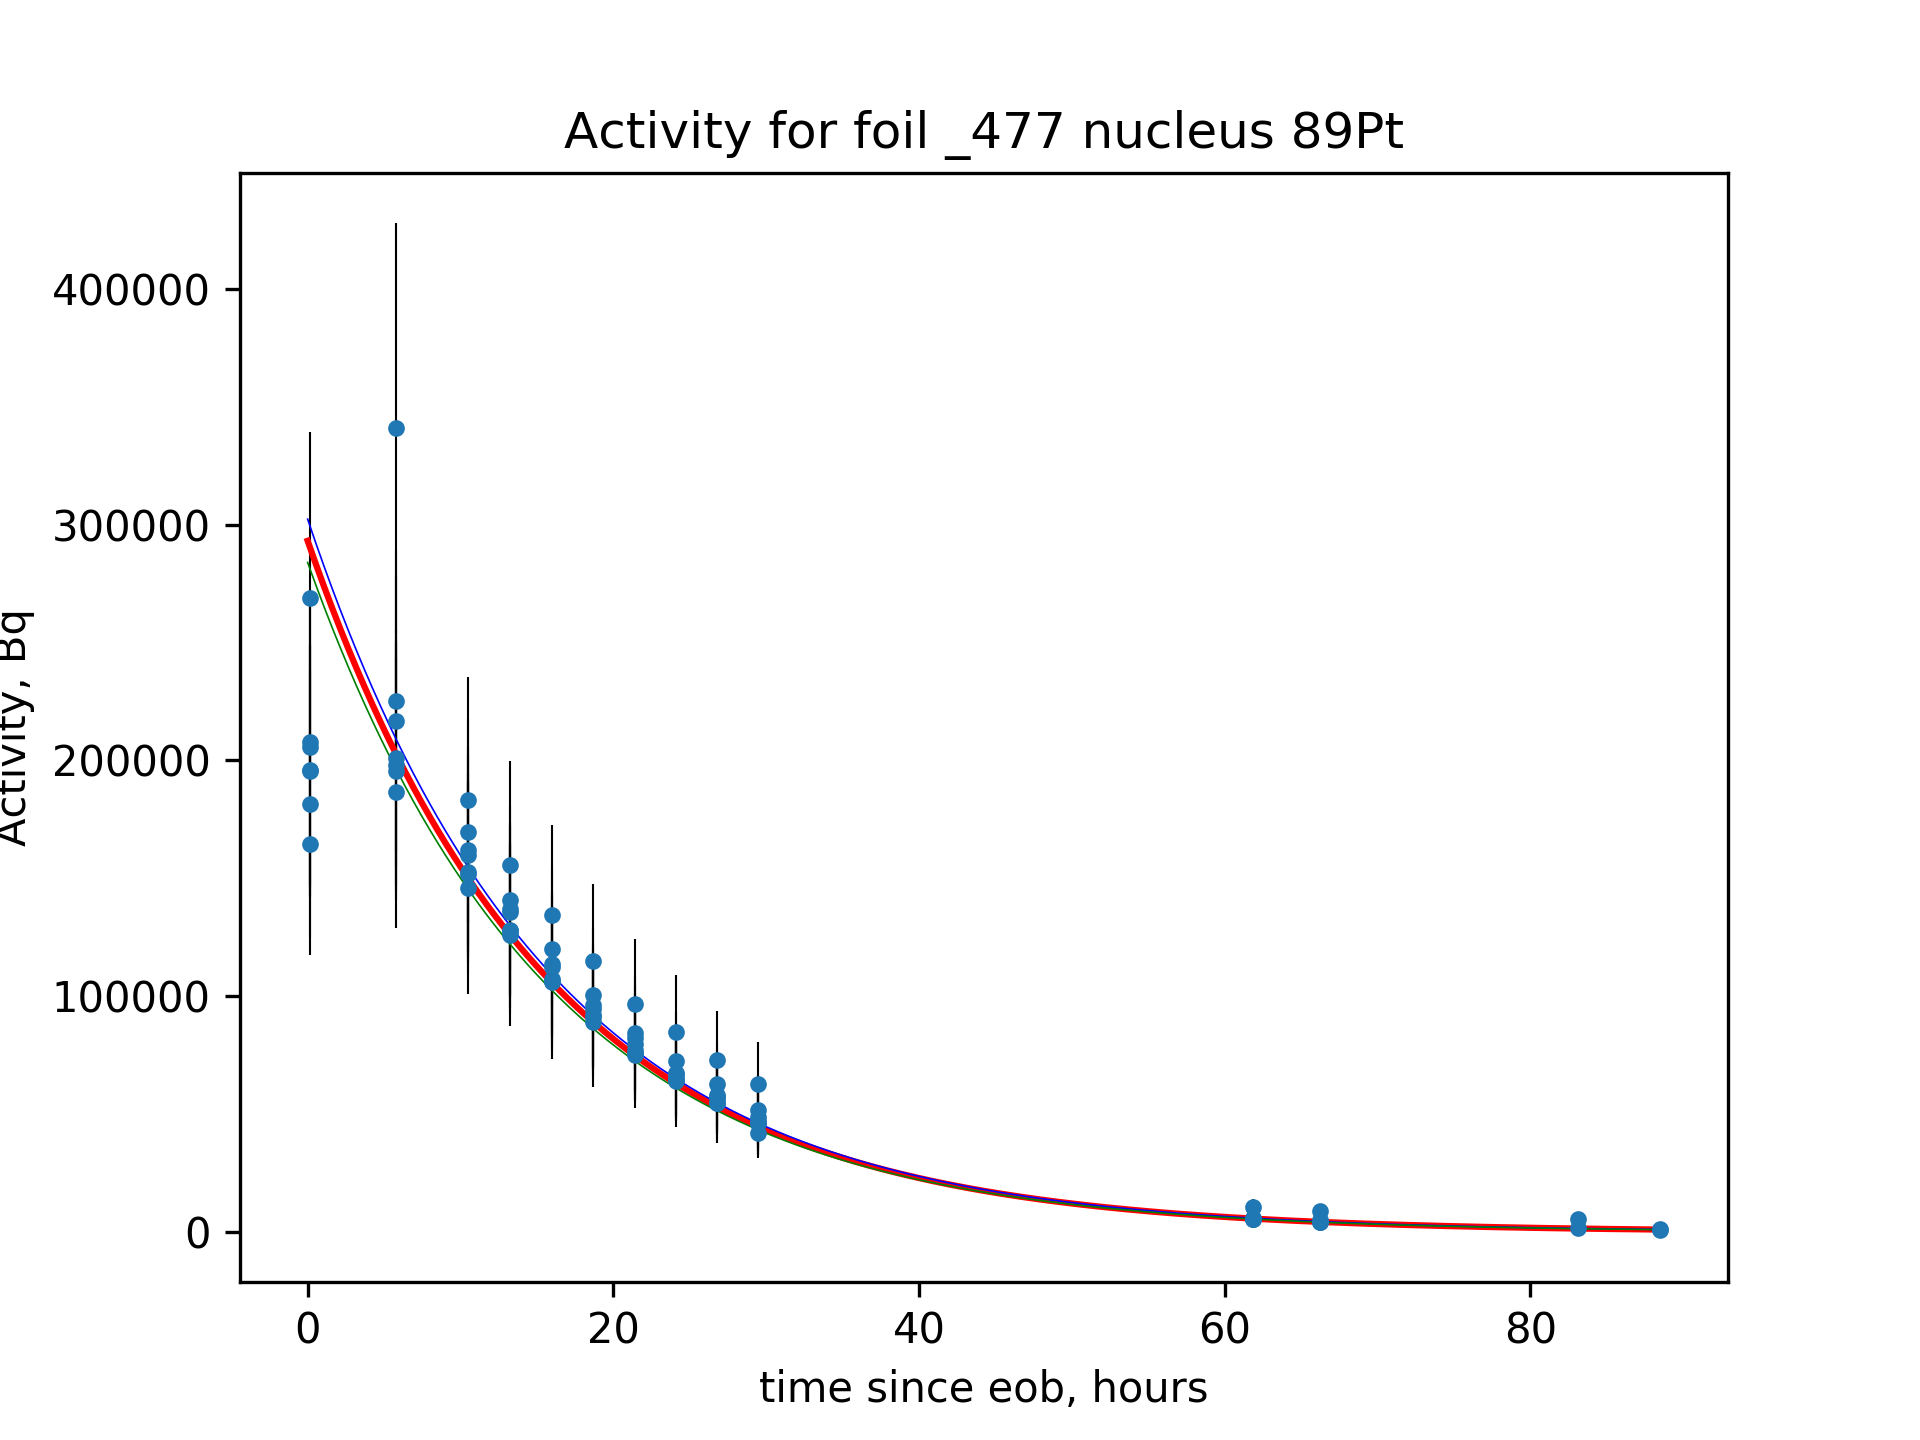 Activity for foil _477 nucleus 89Pt
Activity, Bq
400000
300000
200000
100000
0
0 20 40 60 80
time since eob, hours